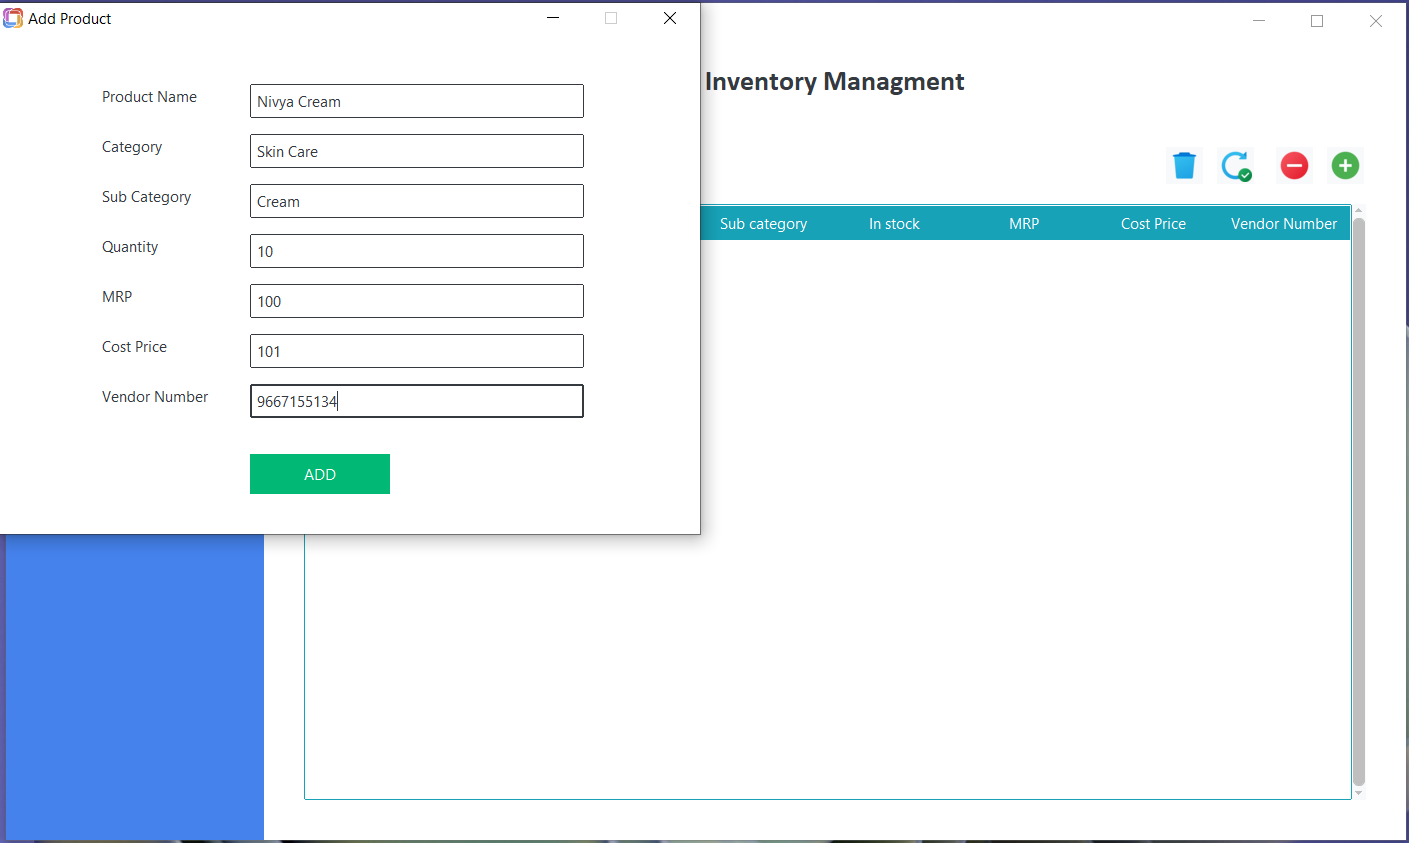 Add Product
Product Name
Nivya Cream
Category
Skin Care
Sub Category
Cream
Quantity
10
MRP
100
Cost Price
101
Vendor Number
9667155134
ADD
Inventory Managment
Sub category In stock MRP Cost Price Vendor Number